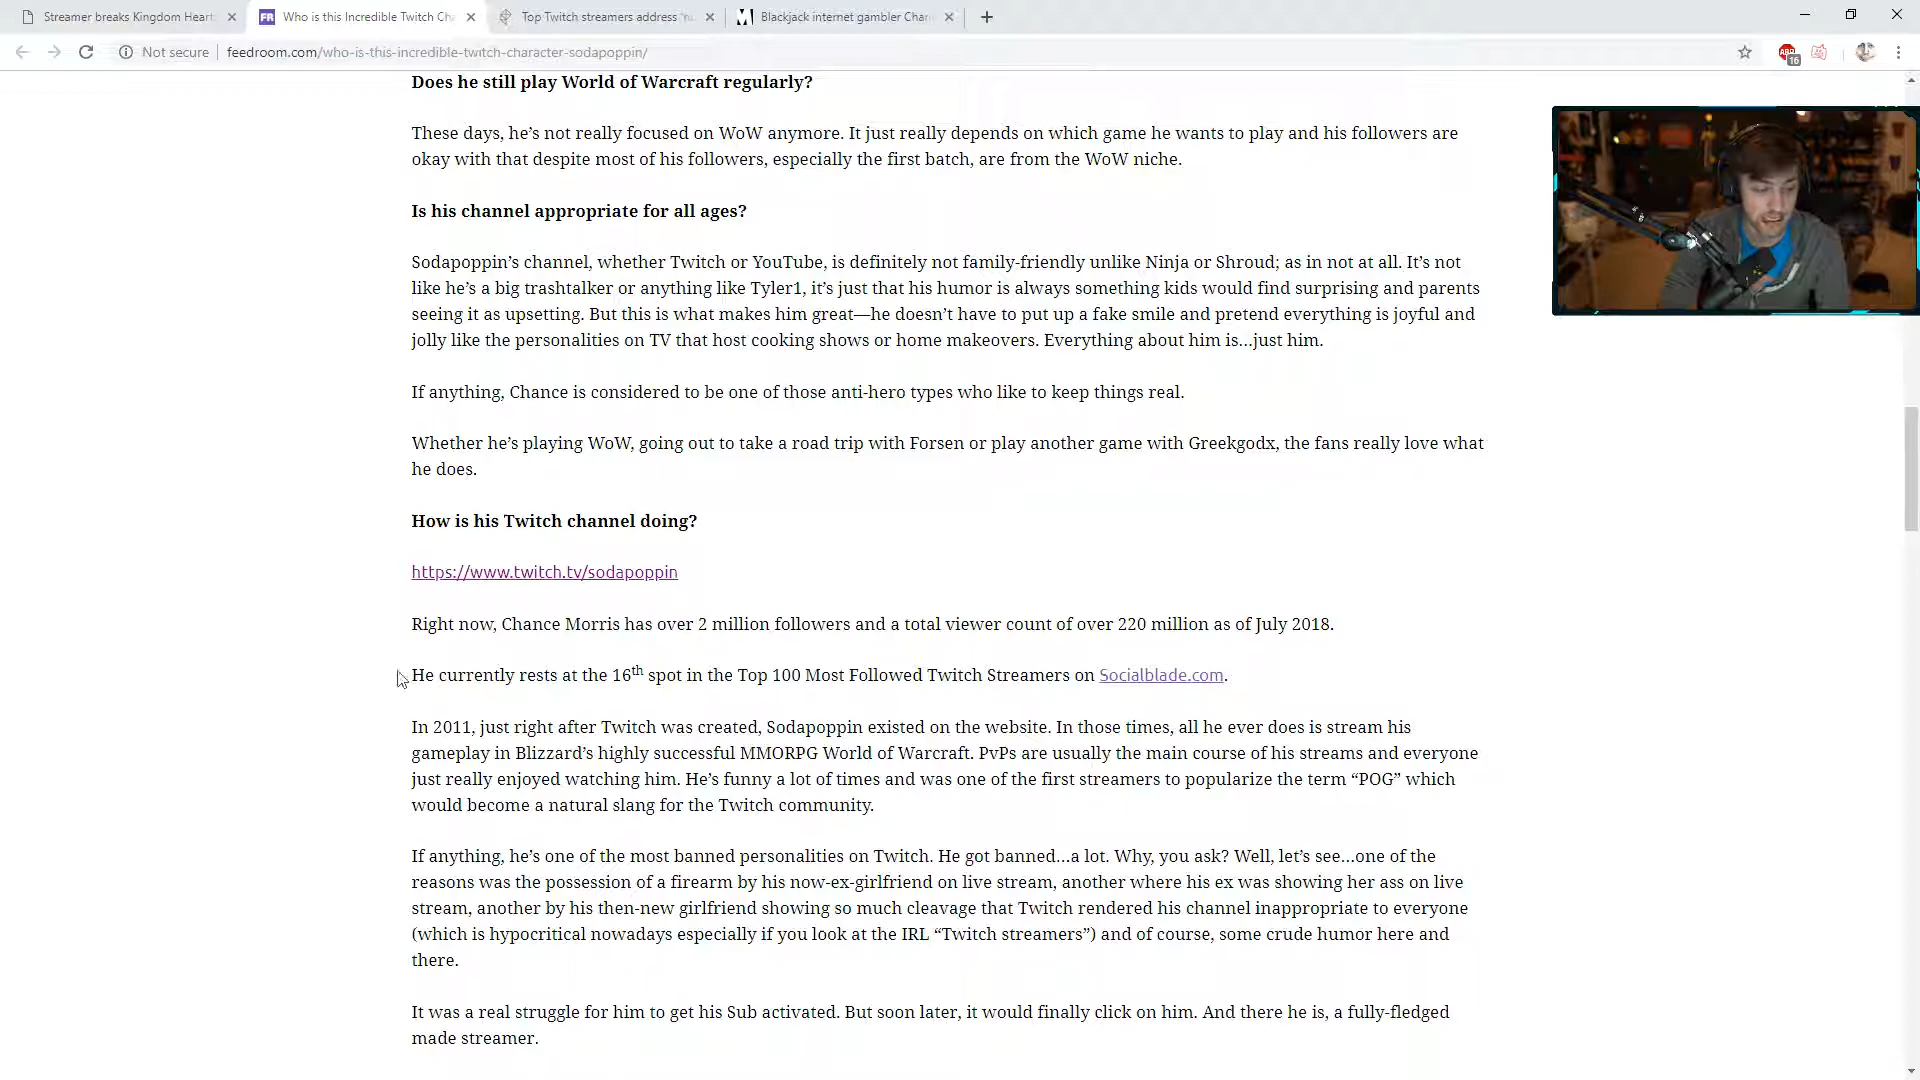 Streamer breaks Kingdom Heart
Who is this Incredible Twitch Ch
Top Twitch streamers address
Blackjack internet gambler Chan
Not secure
feedroom.com/who-is-this-incredible-twitch-character-sodapoppin/
16
Does he still play World of Warcraft regularly?
These days, he’s not really focused on WoW anymore. It just really depends on which game he wants to play and his followers are
okay with that despite most of his followers, especially the first batch, are from the WoW niche.
Is his channel appropriate for all ages?
Sodapoppin’s channel, whether Twitch or YouTube, is definitely not family-friendly unlike Ninja or Shroud; as in not at all. It’s not
like he’s a big trashtalker or anything like Tyler1, it’s just that his humor is always something kids would find surprising and parents
seeing it as upsetting. But this is what makes him great—he doesn’t have to put up a fake smile and pretend everything is joyful and
jolly like the personalities on TV that host cooking shows or home makeovers. Everything about him is…just him.
If anything, Chance is considered to be one of those anti-hero types who like to keep things real.
Whether he’s playing WoW, going out to take a road trip with Forsen or play another game with Greekgodx, the fans really love what
he does.
How is his Twitch channel doing?
https://www.twitch.tv/sodapoppin
Right now, Chance Morris has over 2 million followers and a total viewer count of over 220 million as of July 2018.
He currently rests at the 16th spot in the Top 100 Most Followed Twitch Streamers on Socialblade.com.
In 2011, just right after Twitch was created, Sodapoppin existed on the website. In those times, all he ever does is stream his
gameplay in Blizzard’s highly successful MMORPG World of Warcraft. PvPs are usually the main course of his streams and everyone
just really enjoyed watching him. He’s funny a lot of times and was one of the first streamers to popularize the term “POG” which
would become a natural slang for the Twitch community.
If anything, he’s one of the most banned personalities on Twitch. He got banned…a lot. Why, you ask? Well, let’s see…one of the
reasons was the possession of a firearm by his now-ex-girlfriend on live stream, another where his ex was showing her ass on live
stream, another by his then-new girlfriend showing so much cleavage that Twitch rendered his channel inappropriate to everyone
(which is hypocritical nowadays especially if you look at the IRL “Twitch streamers”) and of course, some crude humor here and
there.
It was a real struggle for him to get his Sub activated. But soon later, it would finally click on him. And there he is, a fully-fledged
made streamer.